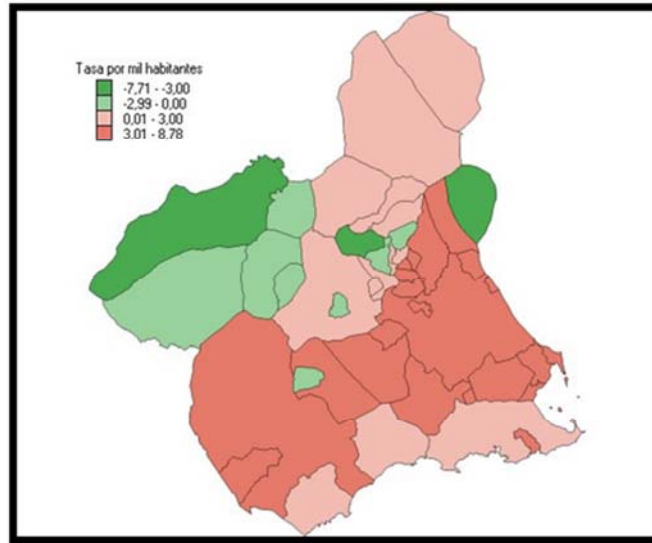 Tasa por mil habitantes
-7,71 - -3,00
-2,99 - 0,00
0,01 - 3,00
3,01 - 8,78